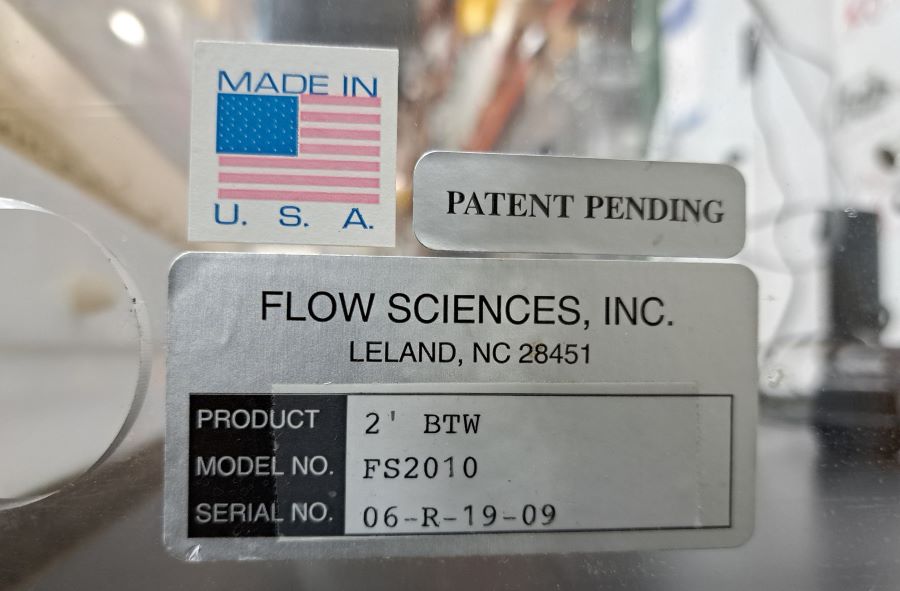 MADE IN
U. S. A.
PATENT PENDING
FLOW SCIENCES, INC.
LELAND, NC 28451
PRODUCT 2' BTW
MODEL NO. FS2010
SERIAL NO. 06-R-19-09